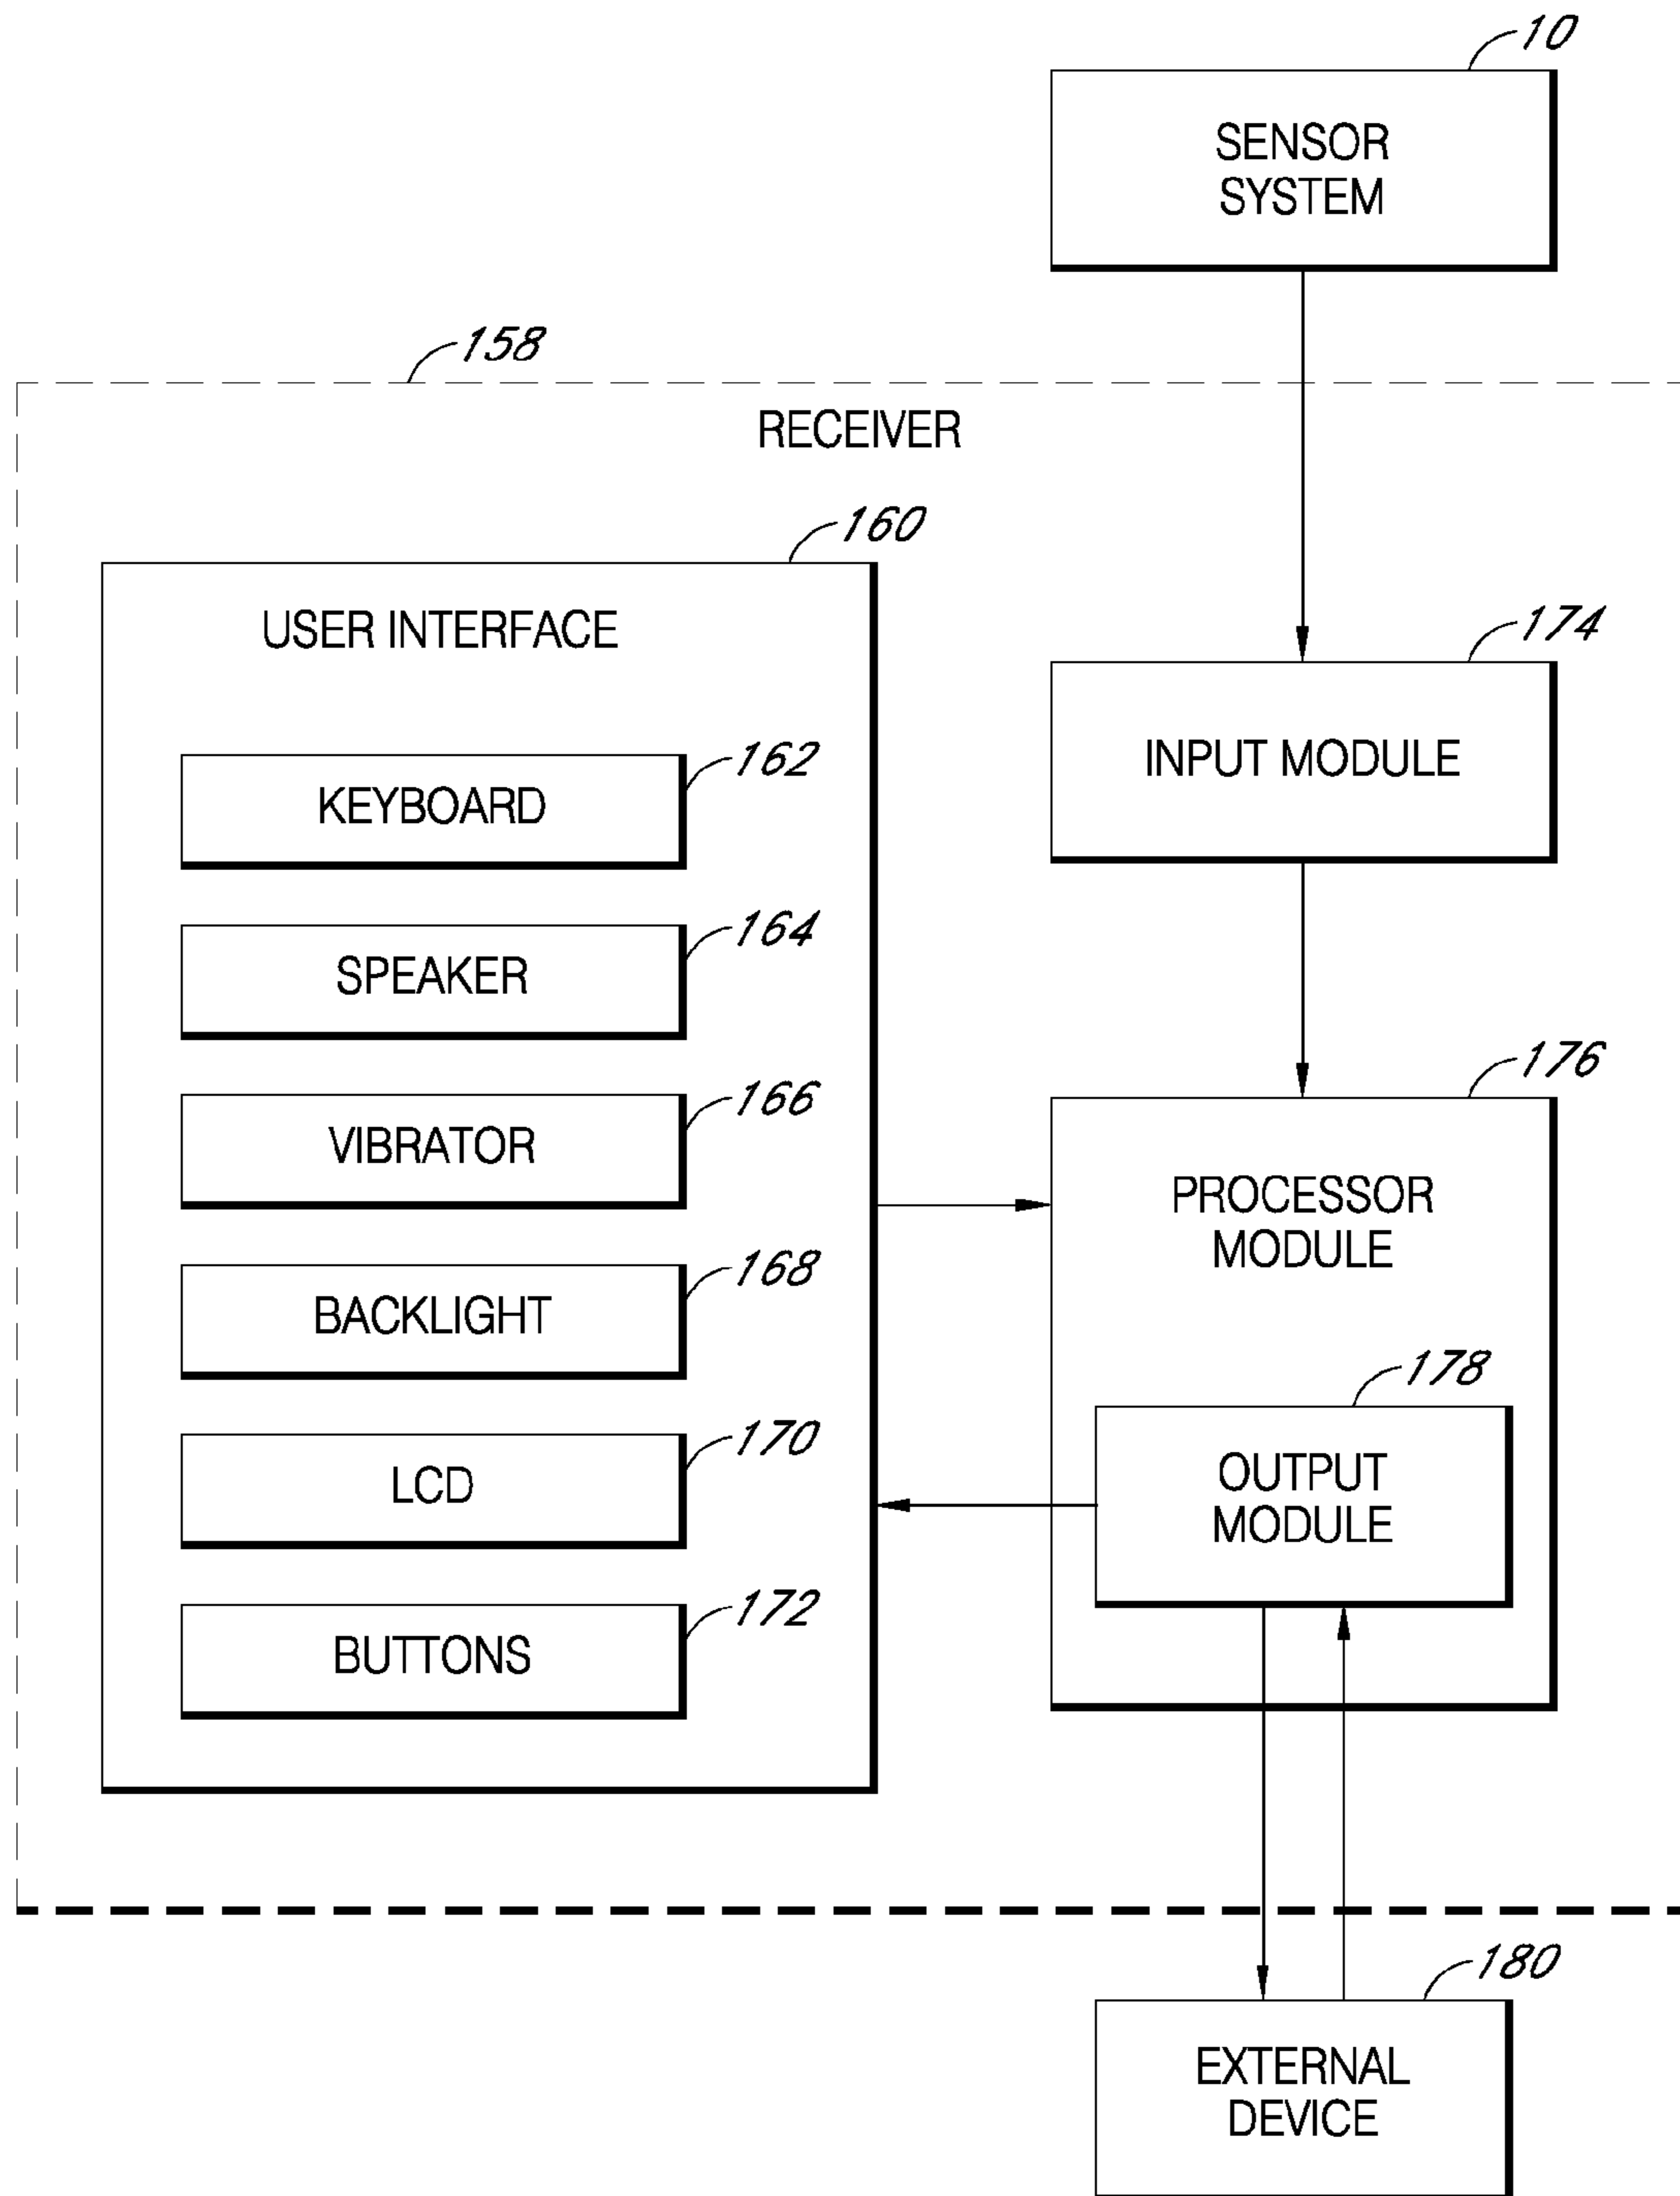 10
SENSOR
SYSTEM
158
RECEIVER
160
USER INTERFACE
174
INPUT MODULE
162
KEYBOARD
164
SPEAKER
166
VIBRATOR
168
BACKLIGHT
170
LCD
172
BUTTONS
176
PROCESSOR
MODULE
178
OUTPUT
MODULE
180
EXTERNAL
DEVICE